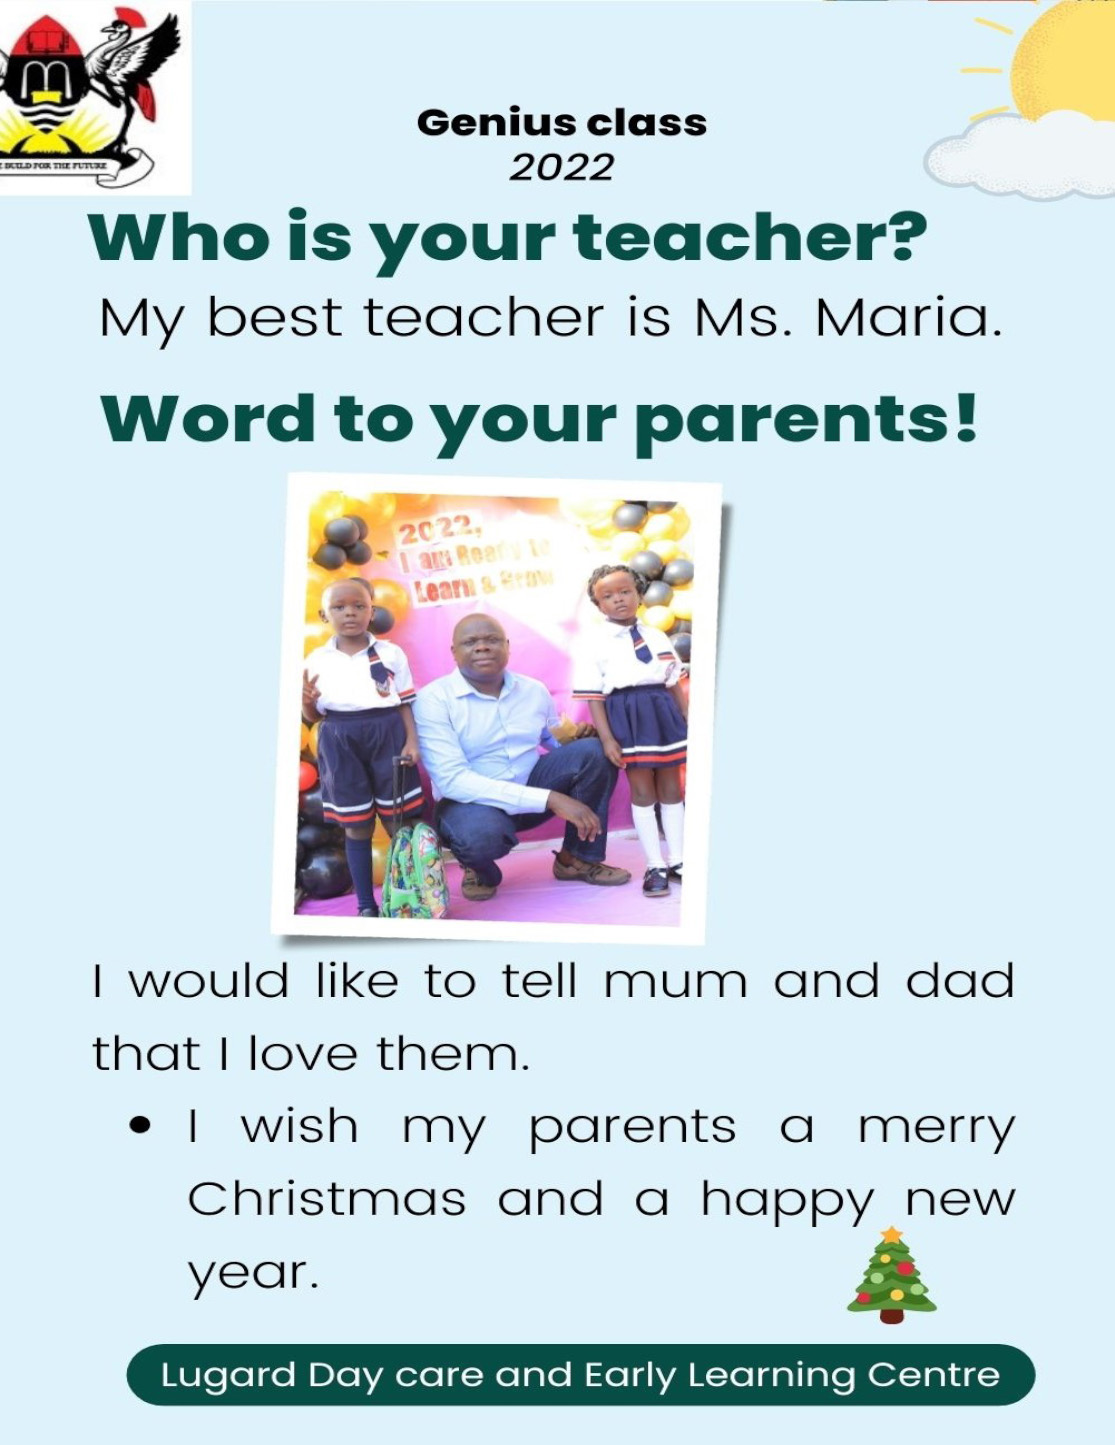 BUILD FOR THE FUTURE
Genius class
2022
Who is your teacher?
My best teacher is Ms. Maria.
Word to your parents!
2022,
I am Ready to
Learn & Grow
I would like to tell mum and dad
that I love them.
• I wish my parents a merry
Christmas and a happy new
year.
Lugard Day care and Early Learning Centre